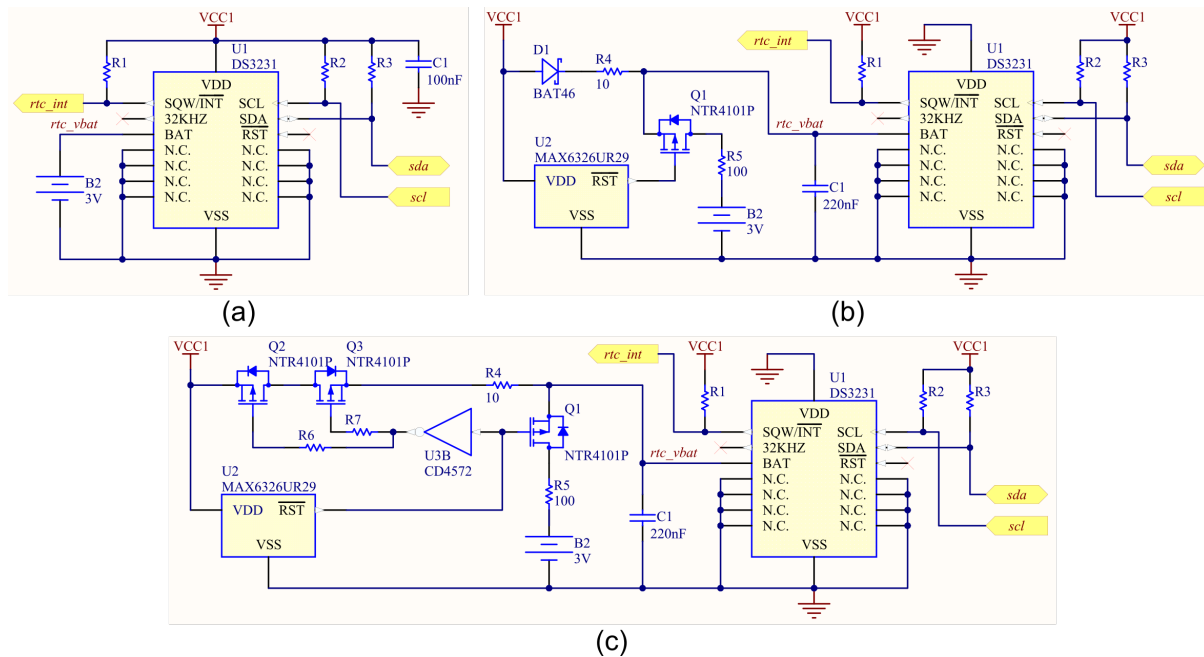 VCC1
U1
DS3231
R1
R2
R3
C1
100nF
VDD
rtc_int
SQW/INT
SCL
32KHZ
SDA
rtc_vbat
BAT
RST
N.C.
N.C.
N.C.
N.C.
N.C.
N.C.
N.C.
N.C.
sda
scl
B2
3V
VSS
(a)
VCC1
D1
BAT46
R4
10
Q1
NTR4101P
U2
MAX6326UR29
VDD
RST
R5
100
B2
3V
rtc_vbat
C1
220nF
rtc_int
VCC1
R1
U1
DS3231
VCC1
R2
R3
VDD
SQW/INT
SCL
32KHZ
SDA
BAT
RST
N.C.
N.C.
N.C.
N.C.
N.C.
N.C.
N.C.
N.C.
VSS
sda
scl
(b)
VCC1
Q2
NTR4101P
Q3
NTR4101P
R4
10
Q1
NTR4101P
R7
R6
U3B
CD4572
U2
MAX6326UR29
VDD
RST
VSS
R5
100
B2
3V
rtc_vbat
C1
220nF
rtc_int
VCC1
R1
U1
DS3231
VCC1
R2
R3
VDD
SQW/INT
SCL
32KHZ
SDA
BAT
RST
N.C.
N.C.
N.C.
N.C.
N.C.
N.C.
N.C.
N.C.
VSS
sda
scl
(c)